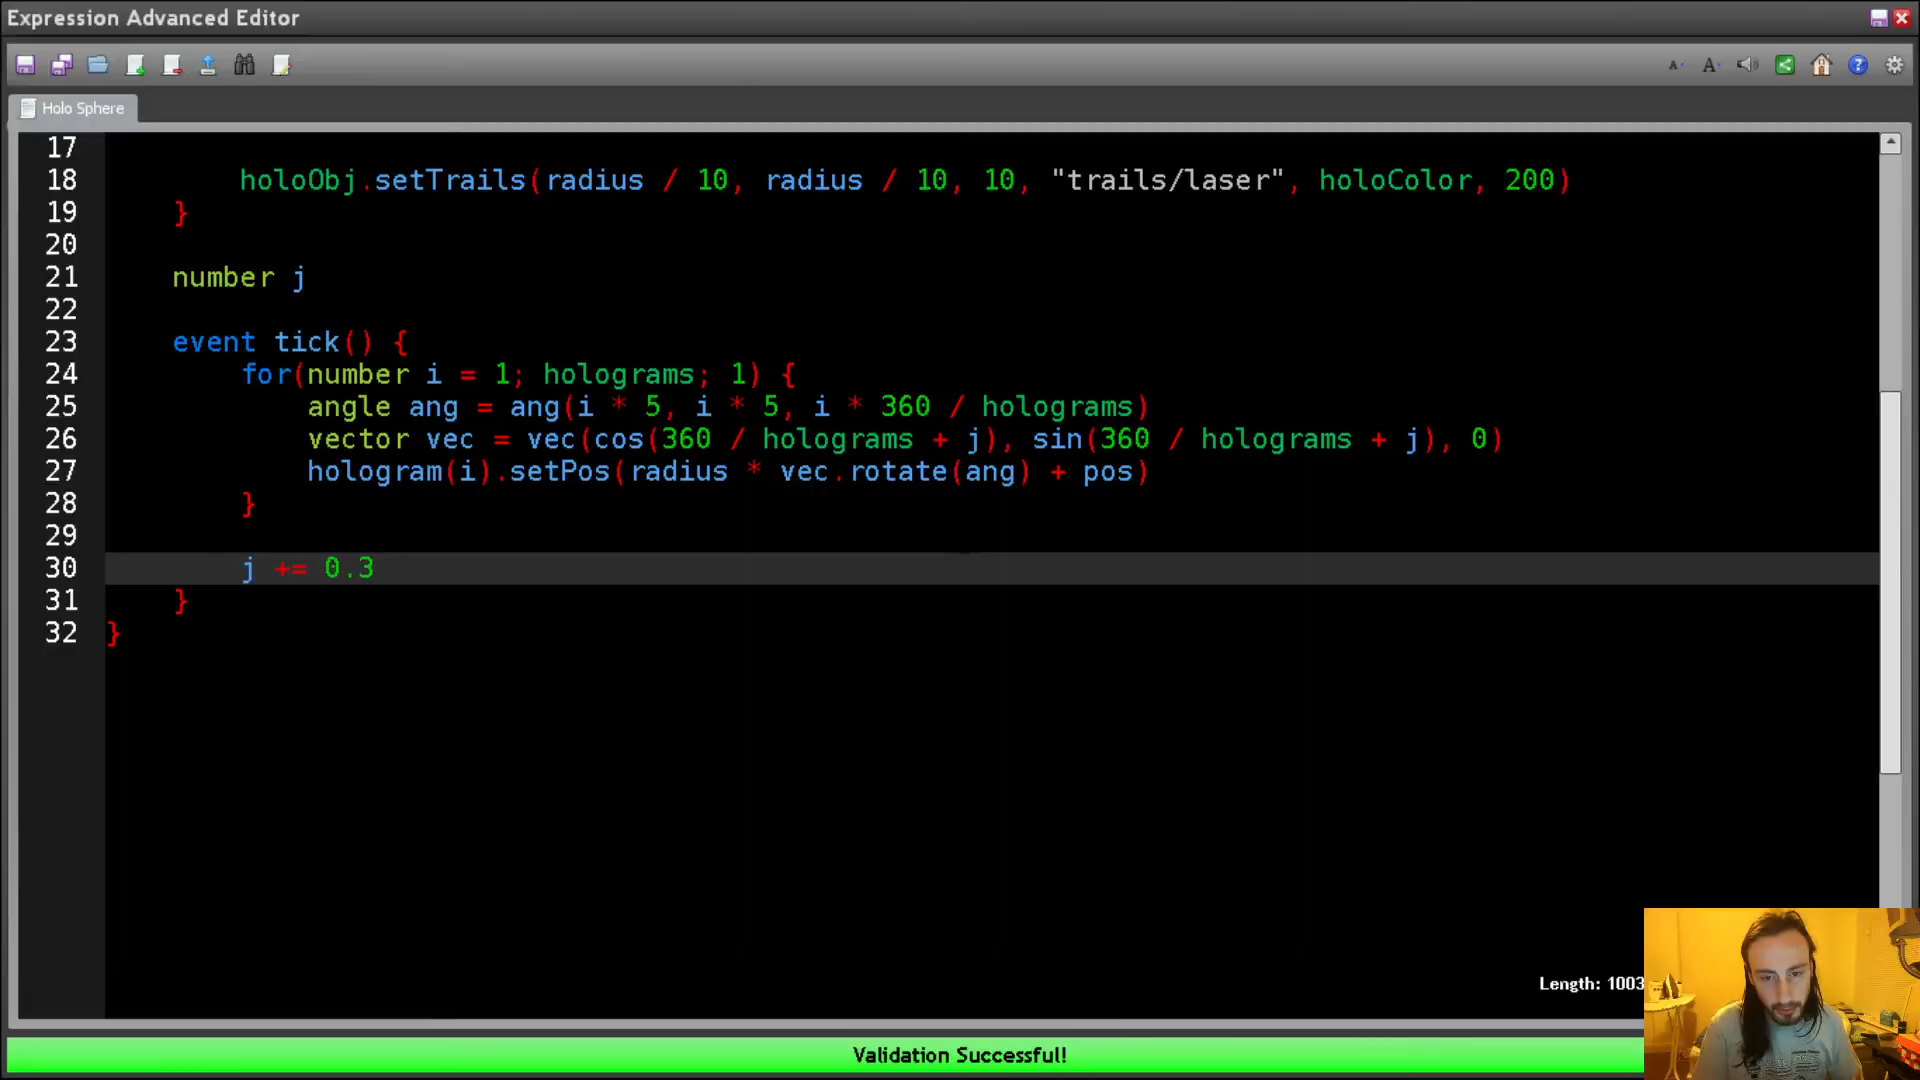 Expression Advanced Editor
Holo Sphere
17
18 holoObj.setTrails(radius / 10, radius / 10, 10, "trails/laser", holoColor, 200)
19 }
20
21 number j
22
23 event tick() {
24 for(number i = 1; holograms; 1) {
25 angle ang = ang(i * 5, i * 5, i * 360 / holograms)
26 vector vec = vec(cos(360 / holograms + j), sin(360 / holograms + j), 0)
27 hologram(i).setPos(radius * vec.rotate(ang) + pos)
28 }
29
30 j += 0.3
31 }
32 }
Length: 1003
Validation Successful!